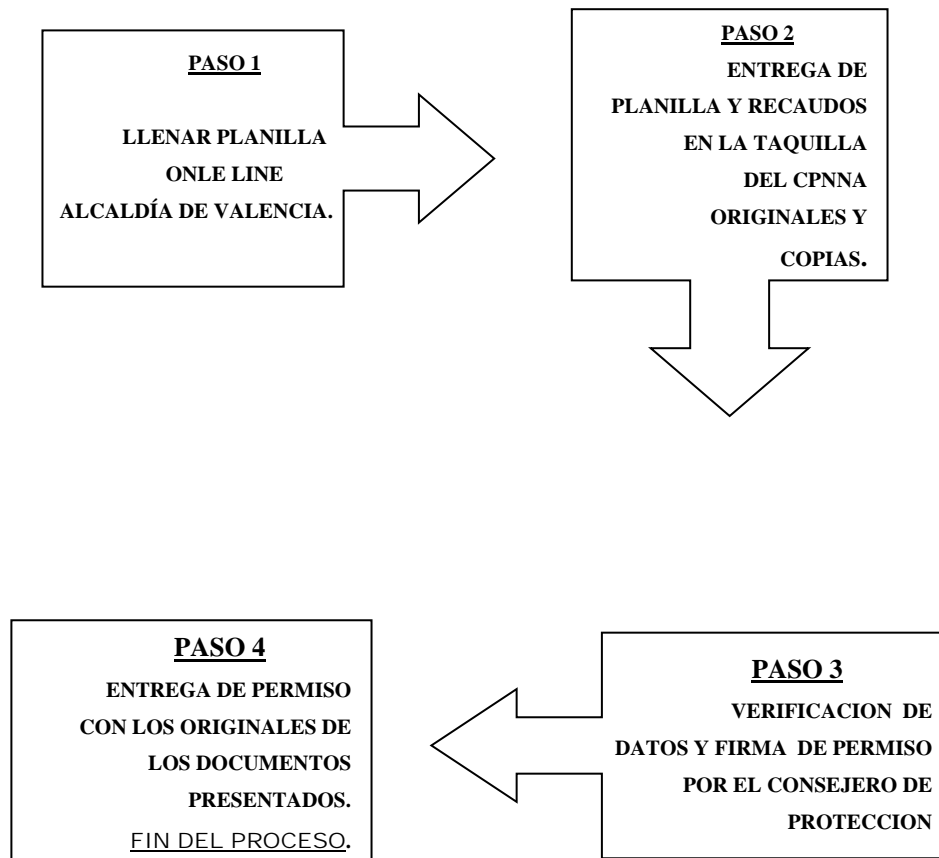 PASO 1
LLENAR PLANILLA
ONLE LINE
ALCALDÍA DE VALENCIA.
PASO 2
ENTREGA DE
PLANILLA Y RECAUDOS
EN LA TAQUILLA
DEL CPNNA
ORIGINALES Y
COPIAS.
PASO 3
VERIFICACION DE
DATOS Y FIRMA DE PERMISO
POR EL CONSEJERO DE
PROTECCION
PASO 4
ENTREGA DE PERMISO
CON LOS ORIGINALES DE
LOS DOCUMENTOS
PRESENTADOS.
FIN DEL PROCESO.